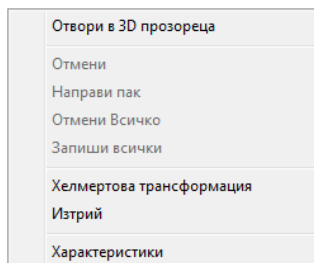 Отвори в 3D прозореца
Отмени
Направи пак
Отмени Всичко
Запиши всички
Хелмертова трансформация
Изтрий
Характеристики